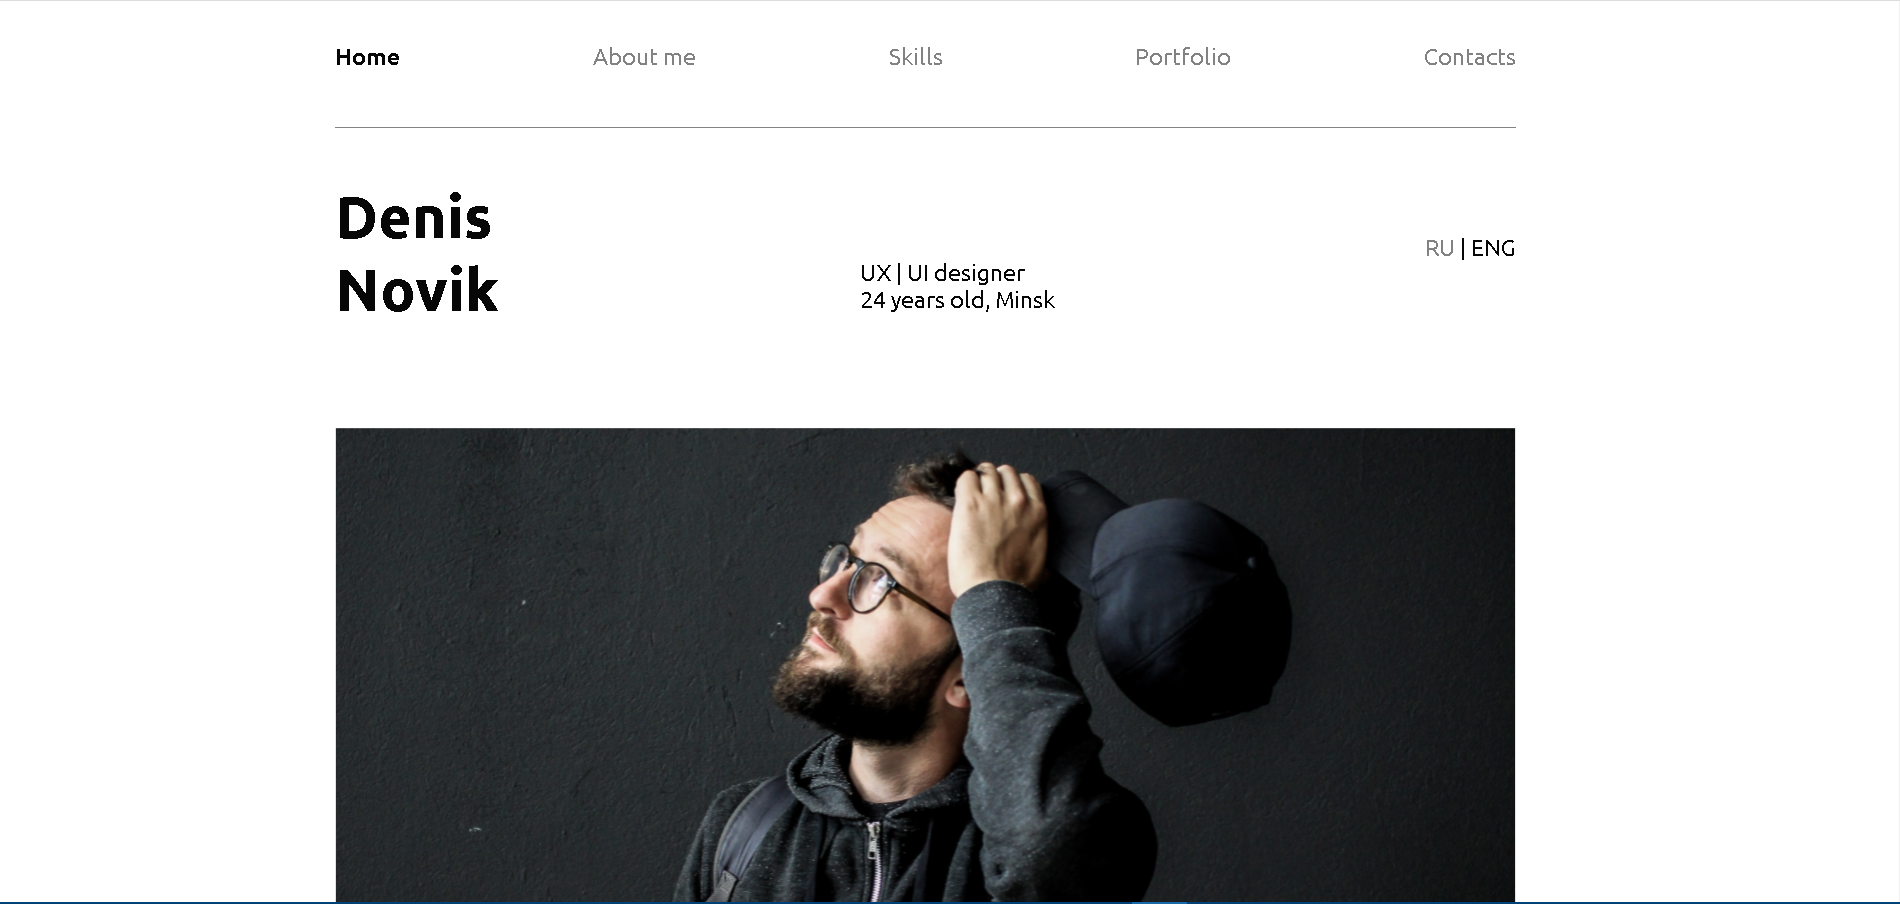 Home About me Skills Portfolio Contacts
Denis
Novik
UX | UI designer
24 years old, Minsk
RU | ENG